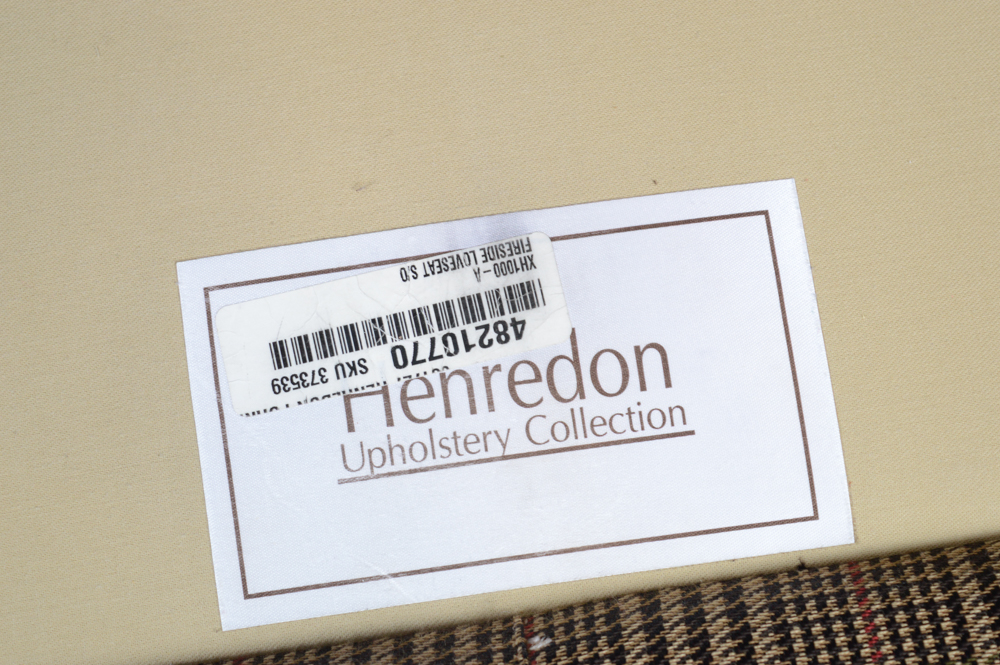 Henredon
Upholstery Collection
48210770
SKU 373539
XH1000-A
FIRESIDE LOVESEAT S/O